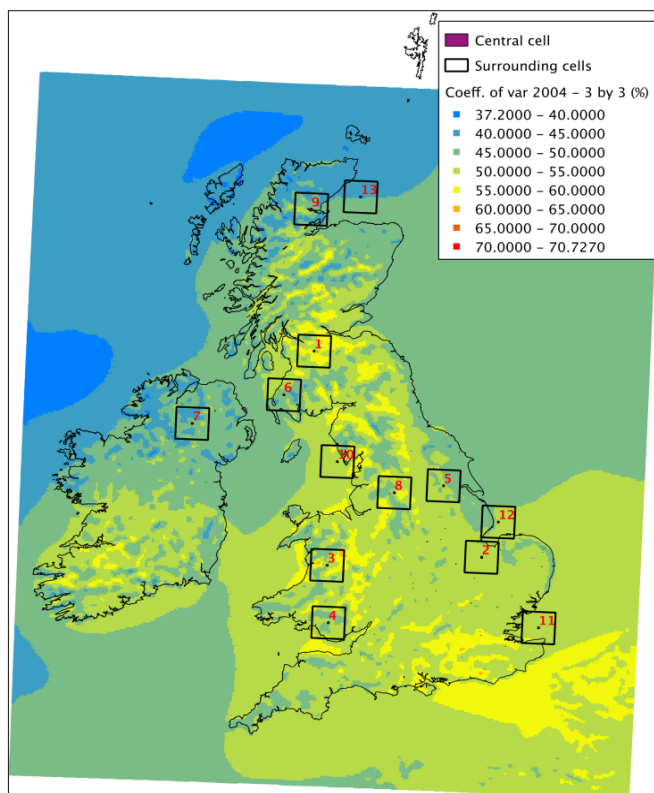 Central cell
Surrounding cells
Coeff. of var 2004 – 3 by 3 (%)
37.2000 – 40.0000
40.0000 – 45.0000
45.0000 – 50.0000
50.0000 – 55.0000
55.0000 – 60.0000
60.0000 – 65.0000
65.0000 – 70.0000
70.0000 – 70.7270
13
9
1
6
7
10
5
8
12
2
3
4
11